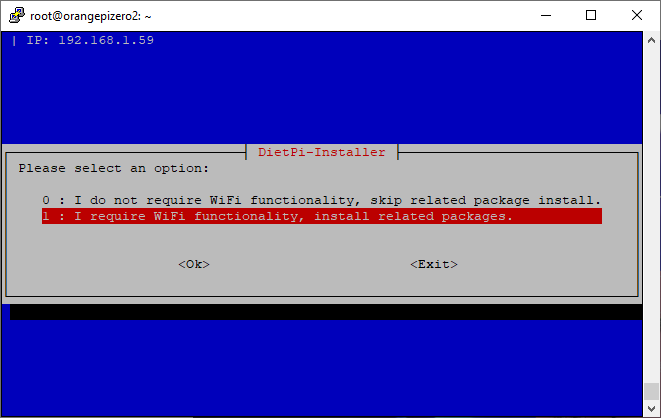 root@orangepizero2: ~
| IP: 192.168.1.59
DietPi-Installer
Please select an option:
0 : I do not require WiFi functionality, skip related package install.
1 : I require WiFi functionality, install related packages.
<Ok> <Exit>